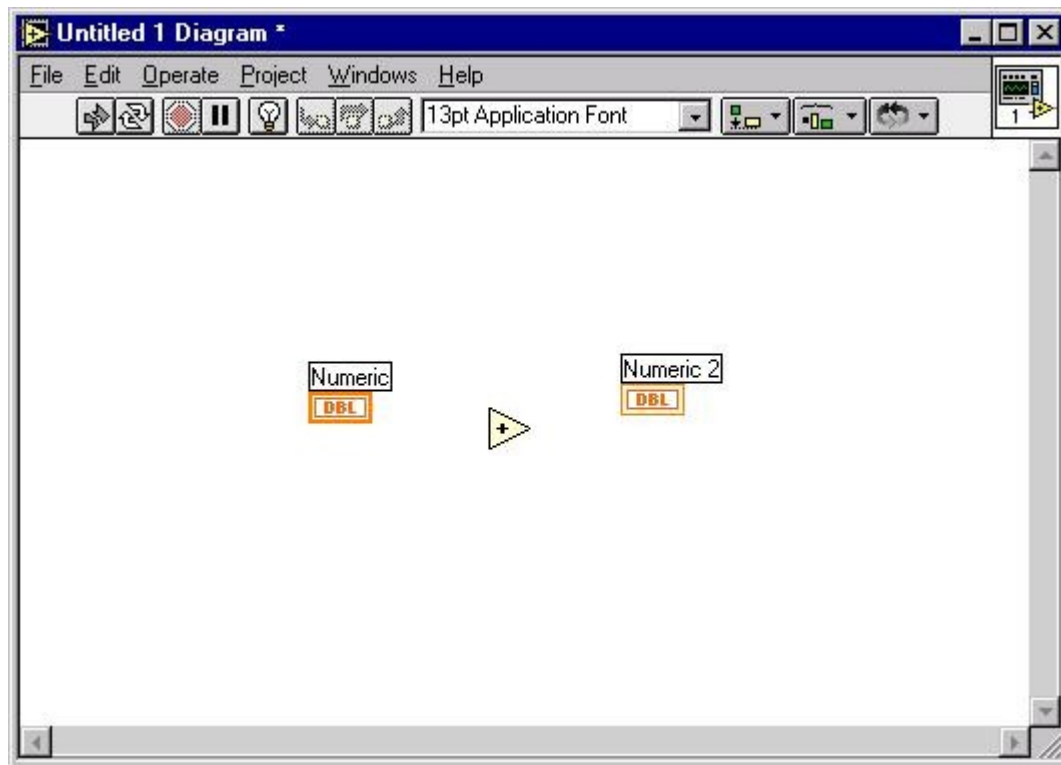 Untitled 1 Diagram *
File Edit Operate Project Windows Help
13pt Application Font
1
Numeric
DBL
Numeric 2
DBL
+